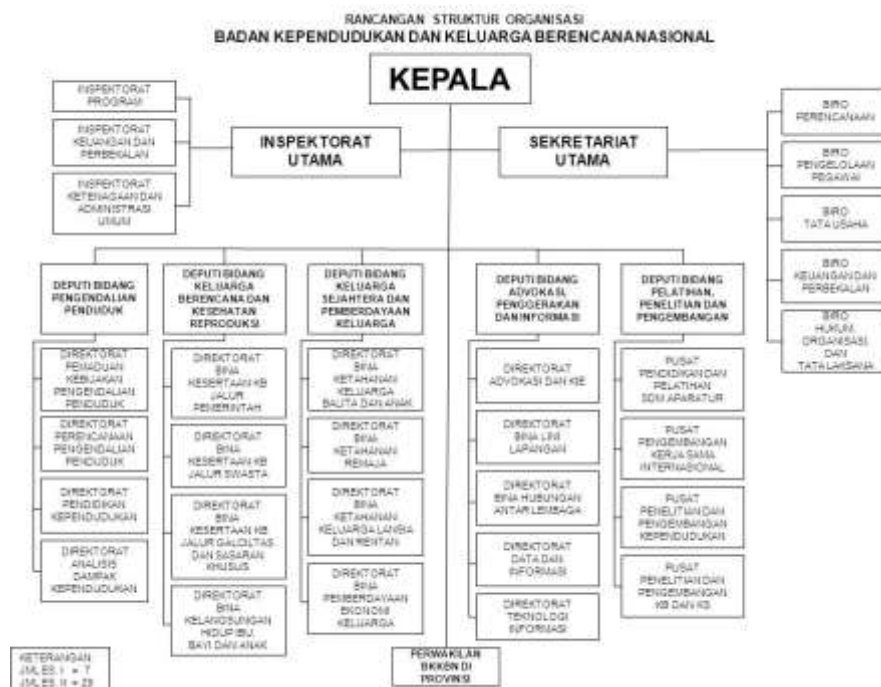 RANCANGAN STRUKTUR ORGANISASI
BADAN KEPENDUDUKAN DAN KELUARGA BERENCANA NASIONAL
KEPALA
INSPEKTORAT
PROGRAM
INSPEKTORAT
KEUANGAN DAN
PERBEKALAN
INSPEKTORAT
KETENAGAAN DAN
ADMINISTRASI
UMUM
INSPEKTORAT
UTAMA
SEKRETARIAT
UTAMA
BIRO
PERENCANAAN
BIRO
PENGELOLAAN
PEGAWAI
BIRO
TATA USAHA
BIRO
KEUANGAN DAN
PERBEKALAN
BIRO
HUKUM,
ORGANISASI
DAN
TATA LAKSANA
DEPUTI BIDANG
PENGENDALIAN
PENDUDUK
DIREKTORAT
PEMADUAN
KEBIJAKAN
PENGENDALIAN
PENDUDUK
DIREKTORAT
PERENCANAAN
PENGENDALIAN
PENDUDUK
DIREKTORAT
PENDIDIKAN
KEPENDUDUKAN
DIREKTORAT
ANALISIS
DAMPAK
KEPENDUDUKAN
DEPUTI BIDANG
KELUARGA
BERENCANA DAN
KESEHATAN
REPRODUKSI
DIREKTORAT
BINA
KESERTAAN KB
JALUR
PEMERINTAH
DIREKTORAT
BINA
KESERTAAN KB
JALUR SWASTA
DIREKTORAT
BINA
KESERTAAN KB
JALUR GALCILTAS
DAN SASARAN
KHUSUS
DIREKTORAT
BINA
KELANGSUNGAN
HIDUP IBU,
BAYI DAN ANAK
DEPUTI BIDANG
KELUARGA
SEJAHTERA DAN
PEMBERDAYAAN
KELUARGA
DIREKTORAT
BINA
KETAHANAN
KELUARGA
BALITA DAN ANAK
DIREKTORAT
BINA
KETAHANAN
REMAJA
DIREKTORAT
BINA
KETAHANAN
KELUARGA LANSIA
DAN RENTAN
DIREKTORAT
BINA
PEMBERDAYAAN
EKONOMI
KELUARGA
DEPUTI BIDANG
ADVOKASI,
PENGGERAKAN
DAN INFORMASI
DIREKTORAT
ADVOKASI DAN KIE
DIREKTORAT
BINA LINI
LAPANGAN
DIREKTORAT
BINA HUBUNGAN
ANTAR LEMBAGA
DIREKTORAT
DATA DAN
INFORMASI
DIREKTORAT
TEKNOLOGI
INFORMASI
DEPUTI BIDANG
PELATIHAN,
PENELITIAN DAN
PENGEMBANGAN
PUSAT
PENDIDIKAN DAN
PELATIHAN
SDM APARATUR
PUSAT
PENGEMBANGAN
KERJA SAMA
INTERNASIONAL
PUSAT
PENELITIAN DAN
PENGEMBANGAN
KEPENDUDUKAN
PUSAT
PENELITIAN DAN
PENGEMBANGAN
KB DAN KS
PERWAKILAN
BKKBN DI
PROVINSI
KETERANGAN
JML ES. I = 7
JML ES. II = 29